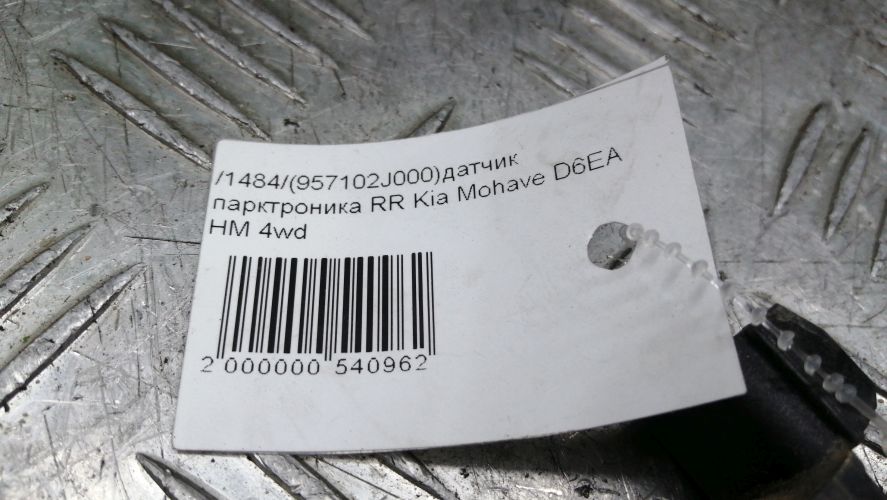 /1484/(957102J000)датчик
парктроника RR Kia Mohave D6EA
HM 4wd
2 000000 540962